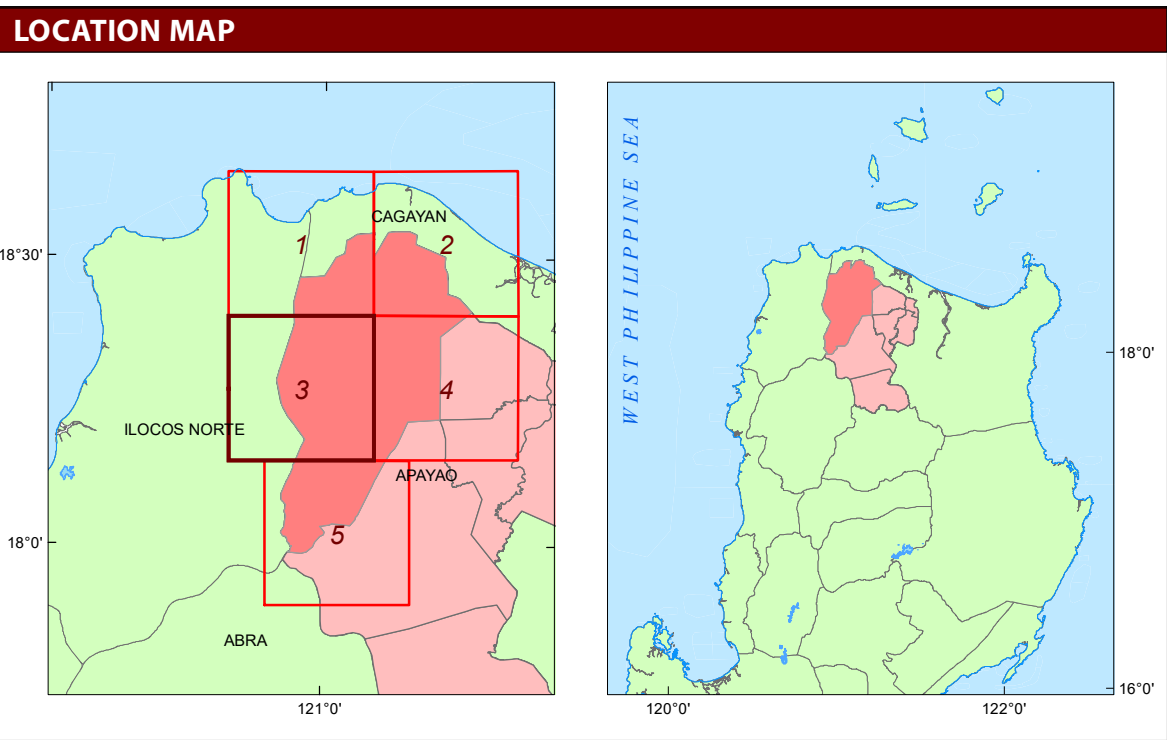 LOCATION MAP
CAGAYAN
1
2
18°30'
3
4
ILOCOS NORTE
APAYAO
5
18°0'
ABRA
121°0'
WEST PHILIPPINE SEA
18°0'
16°0'
120°0'
122°0'